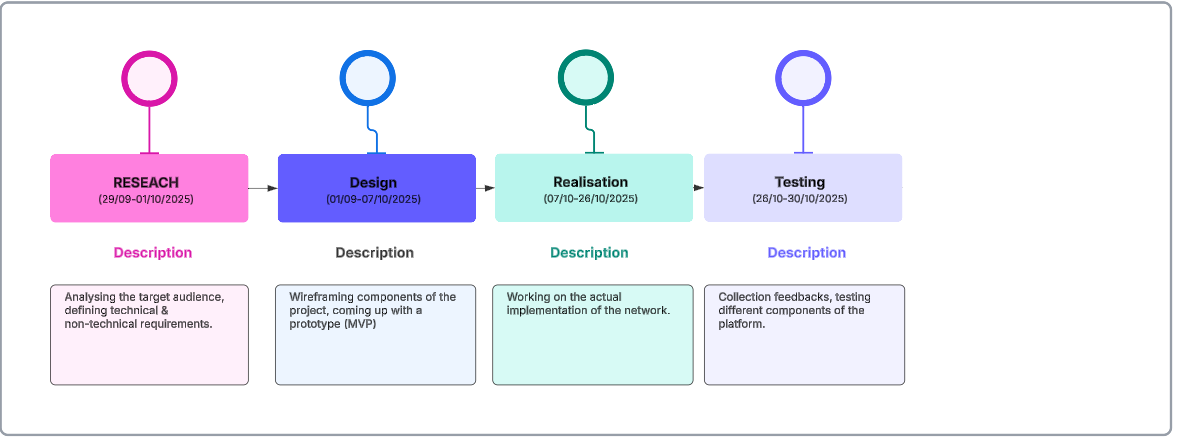 RESEACH
(29/09-01/10/2025)
Design
(01/09-07/10/2025)
Realisation
(07/10-26/10/2025)
Testing
(26/10-30/10/2025)
Description
Description
Description
Description
Analysing the target audience,
defining technical &
non-technical requirements.
Wireframing components of the
project, coming up with a
prototype (MVP)
Working on the actual
implementation of the network.
Collection feedbacks, testing
different components of the
platform.